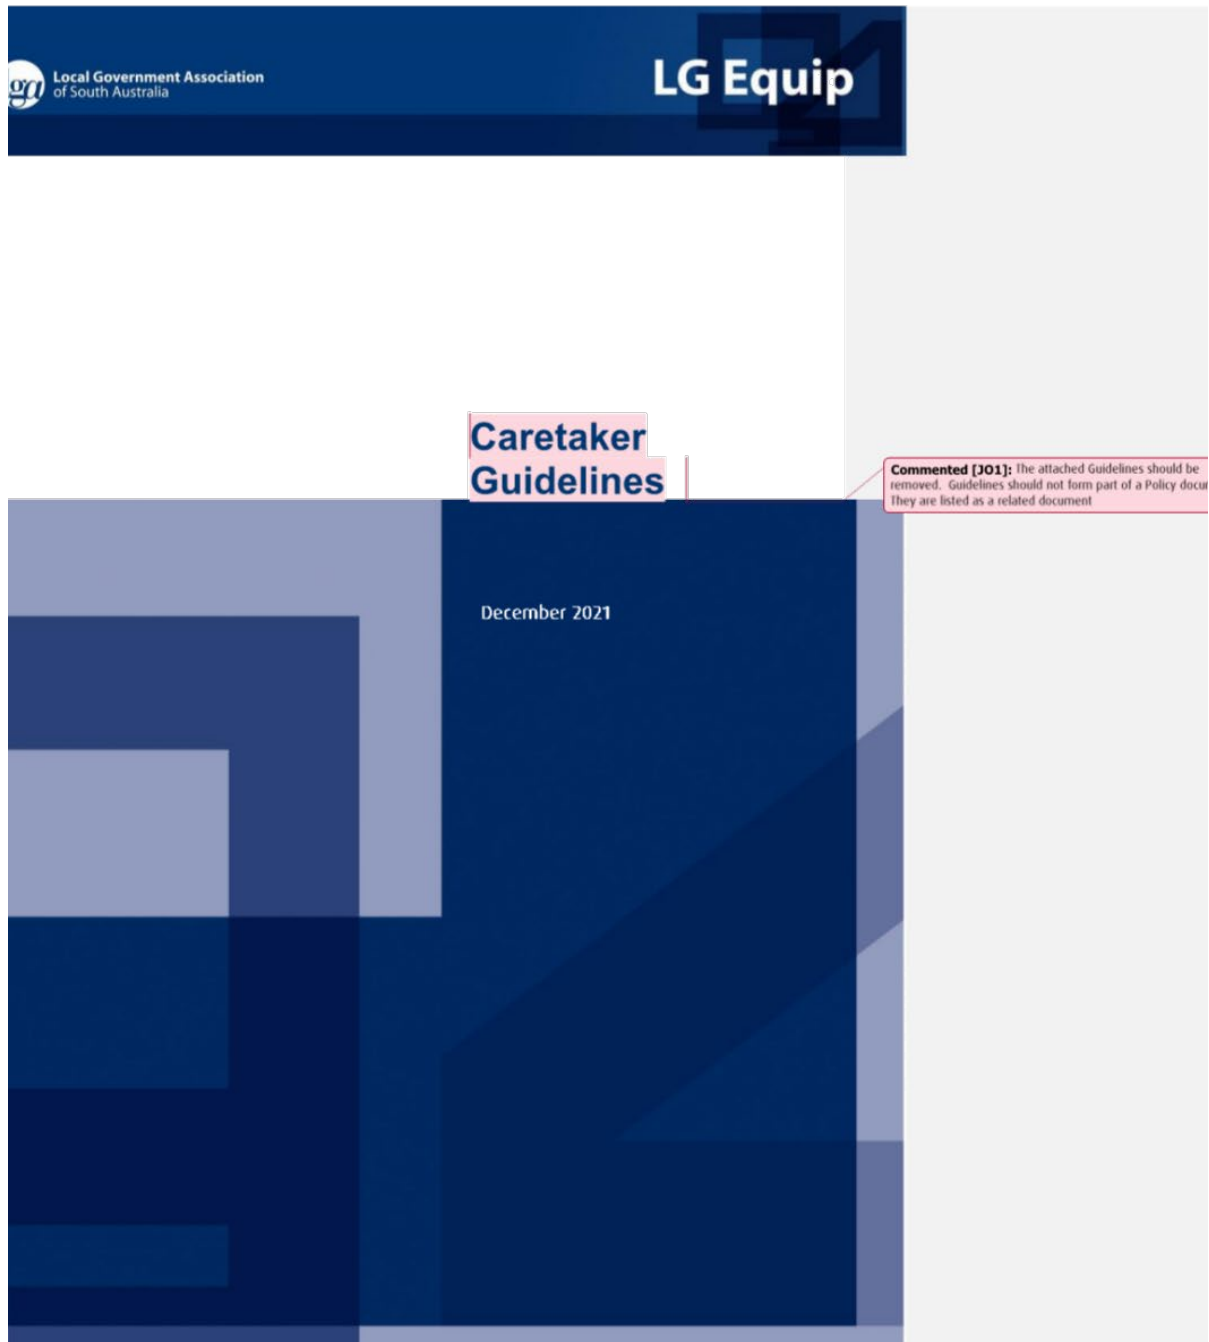 Local Government Association
of South Australia
LG Equip
Caretaker
Guidelines
Commented [JO1]: The attached Guidelines should be
removed. Guidelines should not form part of a Policy
They are listed as a related document
December 2021